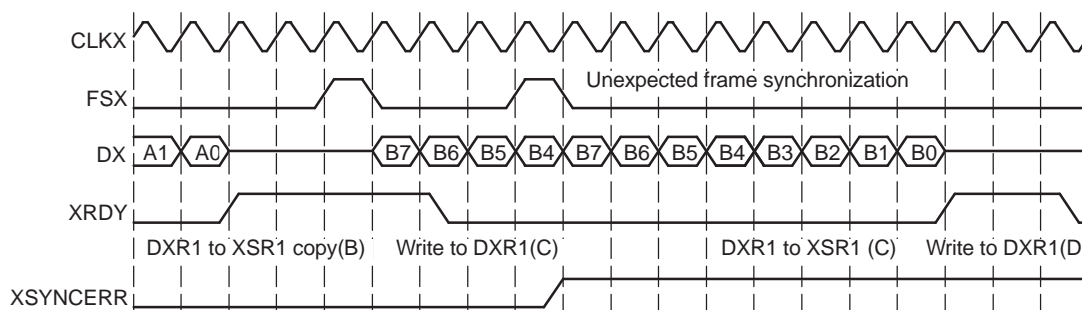 CLKX
Unexpected frame synchronization
FSX
DX A1 A0 B7 B6 B5 B4 B7 B6 B5 B4 B3 B2 B1 B0
XRDY
DXR1 to XSR1 copy(B) Write to DXR1(C) DXR1 to XSR1 (C) Write to DXR1(D
XSYNCERR